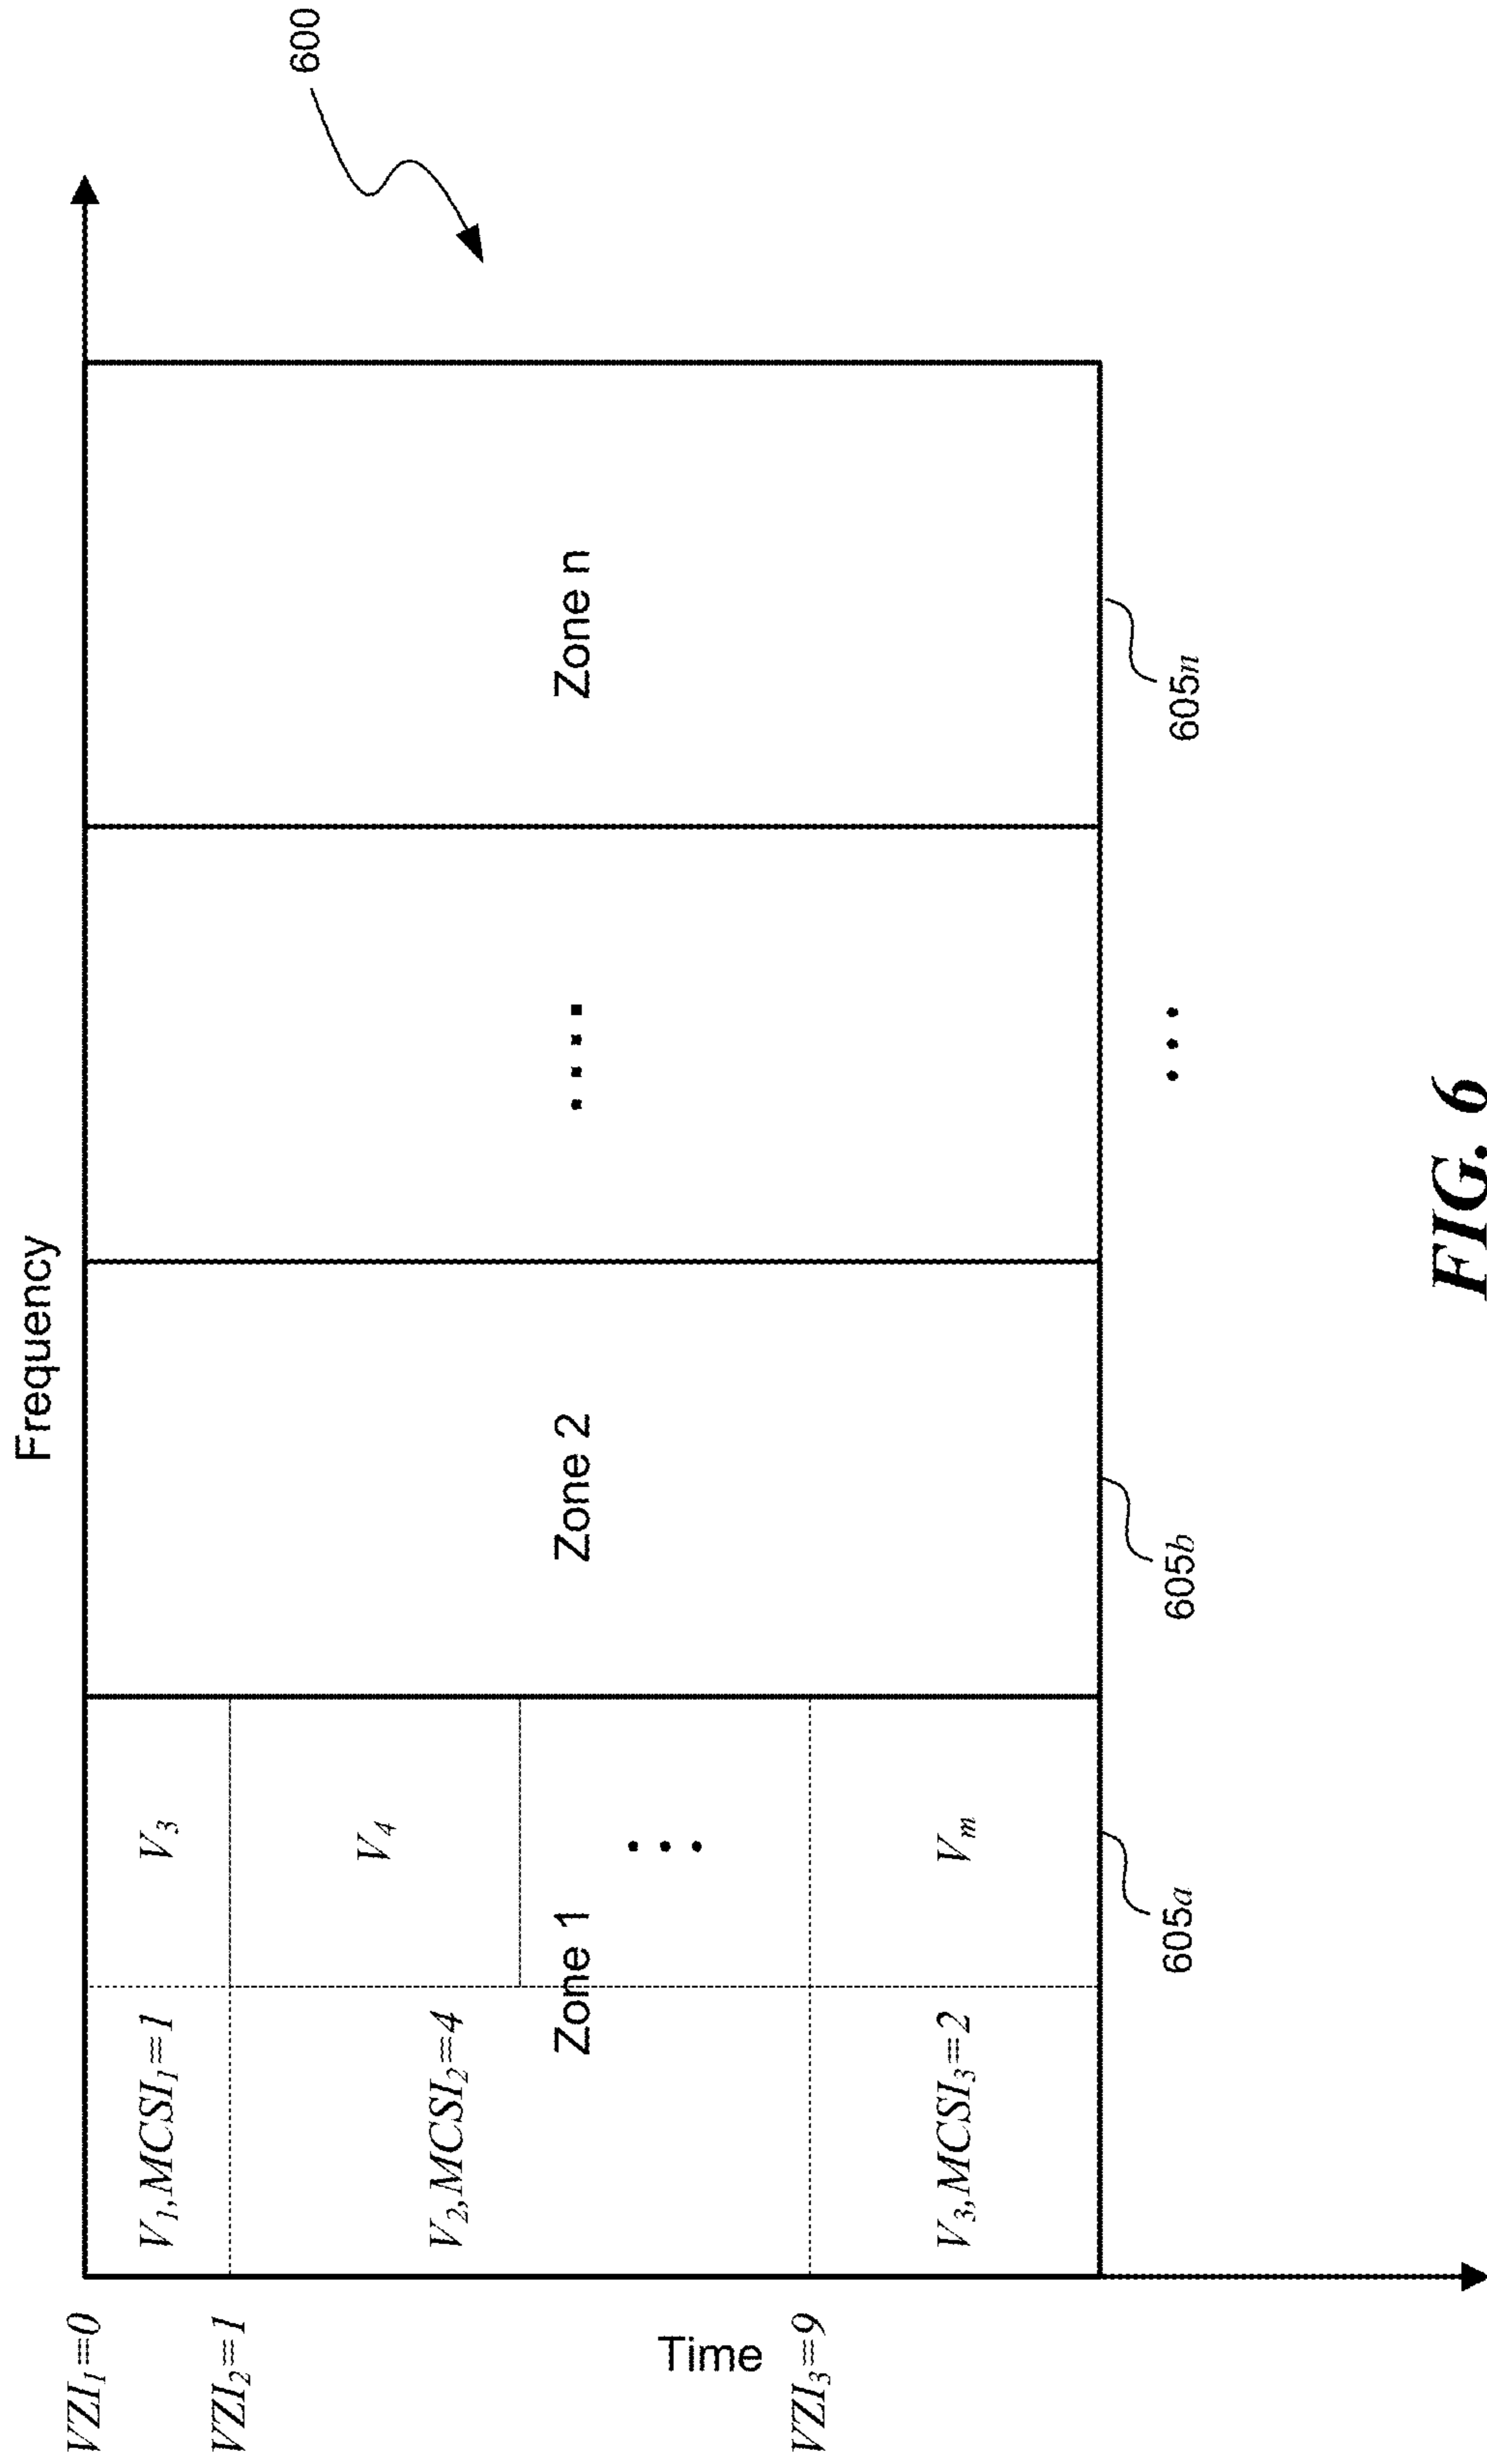 Frequency
VZI₁=0
V₁,MCSI₁=1
V₃
VZI₂=1
600
V₄
V₂,MCSI₂=4
Zone 1
Zone 2
....
Zone n
...
Time
VZI₃=9
V₃,MCSI₃=2
Vₘ
605a
605b
...
605n
FIG. 6